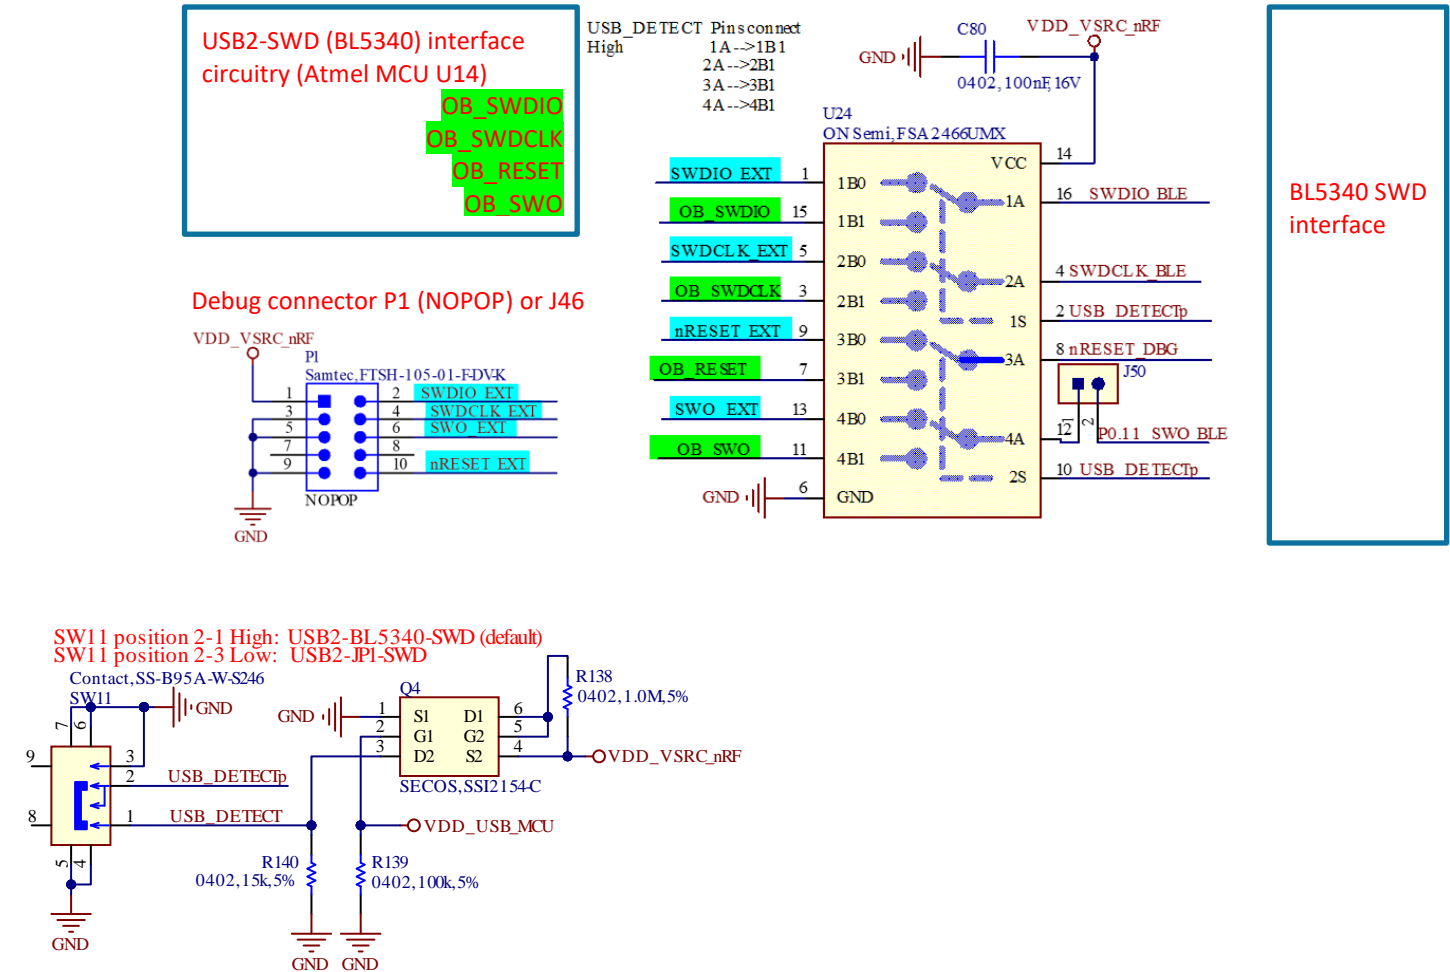 USB2-SWD (BL5340) interface
circuitry (Atmel MCU U14)
OB_SWDIO
OB_SWDCLK
OB_RESET
OB_SWO
USB_DETECT Pins connect
High 1A-->1B1
2A-->2B1
3A-->3B1
4A-->4B1
C80
VDD_VSRC_nRF
GND
0402,100nF,16V
U24
ON Semi,FSA2466UMX
VCC 14
SWDIO_EXT 1 1B0
1A 16 SWDIO_BLE
OB_SWDIO 15 1B1
SWDCLK_EXT 5 2B0
2A 4 SWDCLK_BLE
OB_SWDCLK 3 2B1
1S 2 USB_DETECTp
nRESET_EXT 9 3B0
3A 8 nRESET_DBG
OB_RESET 7 3B1
J50
SWO_EXT 13 4B0
1 2
4A 12 P0.11_SWO_BLE
OB_SWO 11 4B1
2S 10 USB_DETECTp
GND 6 GND
BL5340 SWD
interface
Debug connector P1 (NOPOP) or J46
VDD_VSRC_nRF
P1
Samtec,FTSH-105-01-F-DV-K
1 2 SWDIO_EXT
3 4 SWDCLK_EXT
5 6 SWO_EXT
7 8
9 10 nRESET_EXT
NOPOP
GND
SW11 position 2-1 High: USB2-BL5340-SWD (default)
SW11 position 2-3 Low: USB2-JP1-SWD
Contact,SS-B95A-W-S246
SW11
GND
7 6
9 3
2 USB_DETECTp
8 1 USB_DETECT
5 4
GND
Q4
GND 1 S1 D1 6
2 G1 G2 5
3 D2 S2 4
SECOS,SSI2154-C
R138
0402,1.0M,5%
VDD_VSRC_nRF
VDD_USB_MCU
R140
0402,15k,5%
R139
0402,100k,5%
GND GND